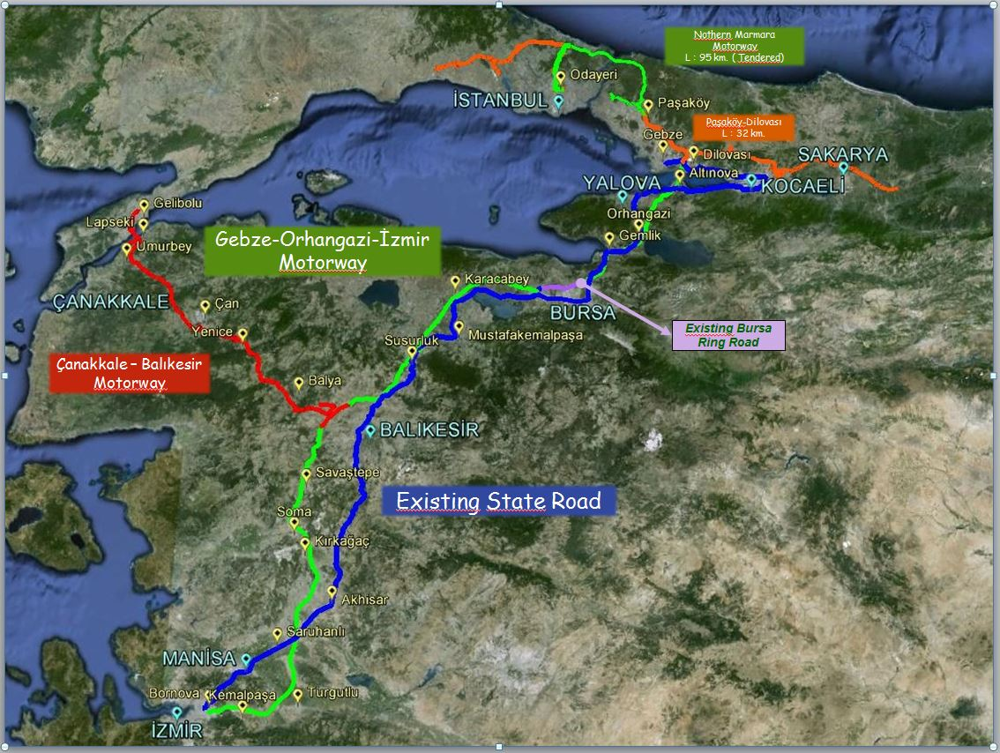 Nothern Marmara
Motorway
L : 95 km. ( Tendered)
Odayeri
İSTANBUL
Paşaköy
Paşaköy-Dilovası
L : 32 km.
Gebze
Dilovası
SAKARYA
Altınova
KOCAELİ
YALOVA
Gelibolu
Lapseki
Orhangazi
Gemlik
Umurbey
Gebze-Orhangazi-İzmir
Motorway
Karacabey
ÇANAKKALE
Çan
BURSA
Existing Bursa
Ring Road
Yenice
Susurluk
Mustafakemalpaşa
Çanakkale – Balıkesir
Motorway
Balya
BALIKESİR
Savaştepe
Existing State Road
Soma
Kırkağaç
Akhisar
Saruhanlı
MANİSA
Bornova
Kemalpaşa
Turgutlu
İZMİR